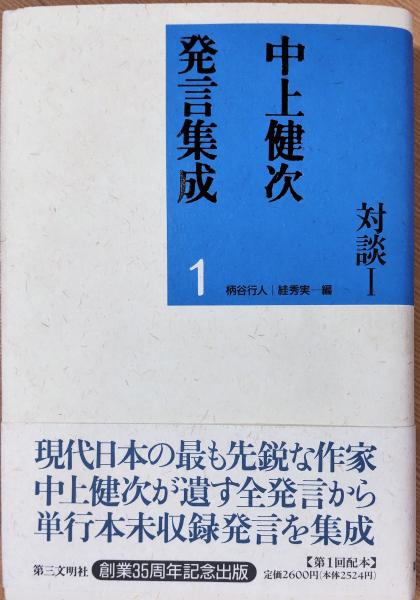 中上健次
発言集成
対談Ⅰ
1
柄谷行人|絓秀実─編
現代日本の最も先鋭な作家
中上健次が遺す全発言から
単行本未収録発言を集成
第三文明社
創業35周年記念出版
【第1回配本】
定価2600円(本体2524円)